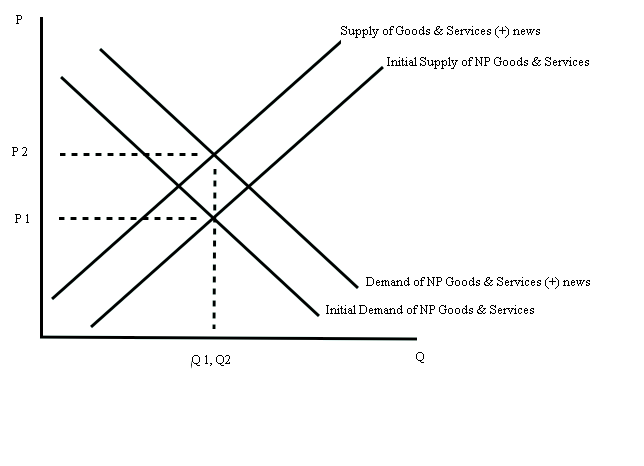 P
Supply of Goods & Services (+) news
Initial Supply of NP Goods & Services
P 2
P 1
Demand of NP Goods & Services (+) news
Initial Demand of NP Goods & Services
Q 1, Q2
Q